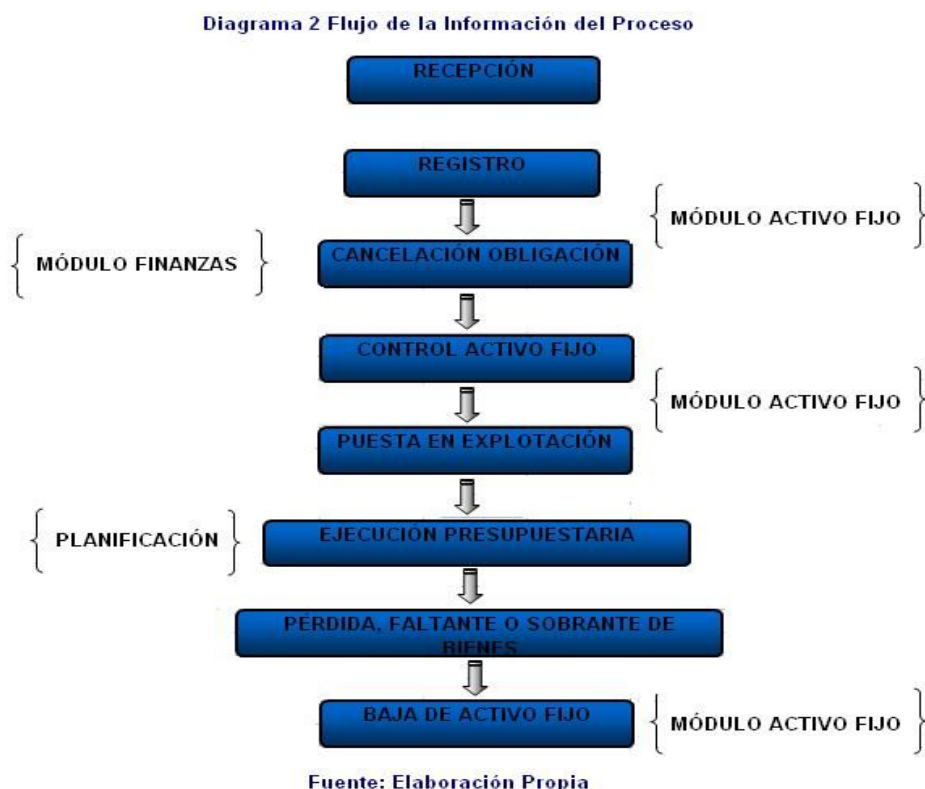 Diagrama 2 Flujo de la Información del Proceso
RECEPCIÓN
REGISTRO
MÓDULO ACTIVO FIJO
MÓDULO FINANZAS
CANCELACIÓN OBLIGACIÓN
CONTROL ACTIVO FIJO
MÓDULO ACTIVO FIJO
PUESTA EN EXPLOTACIÓN
PLANIFICACIÓN
EJECUCIÓN PRESUPUESTARIA
PÉRDIDA, FALTANTE O SOBRANTE DE
BIENES
BAJA DE ACTIVO FIJO
MÓDULO ACTIVO FIJO
Fuente: Elaboración Propia